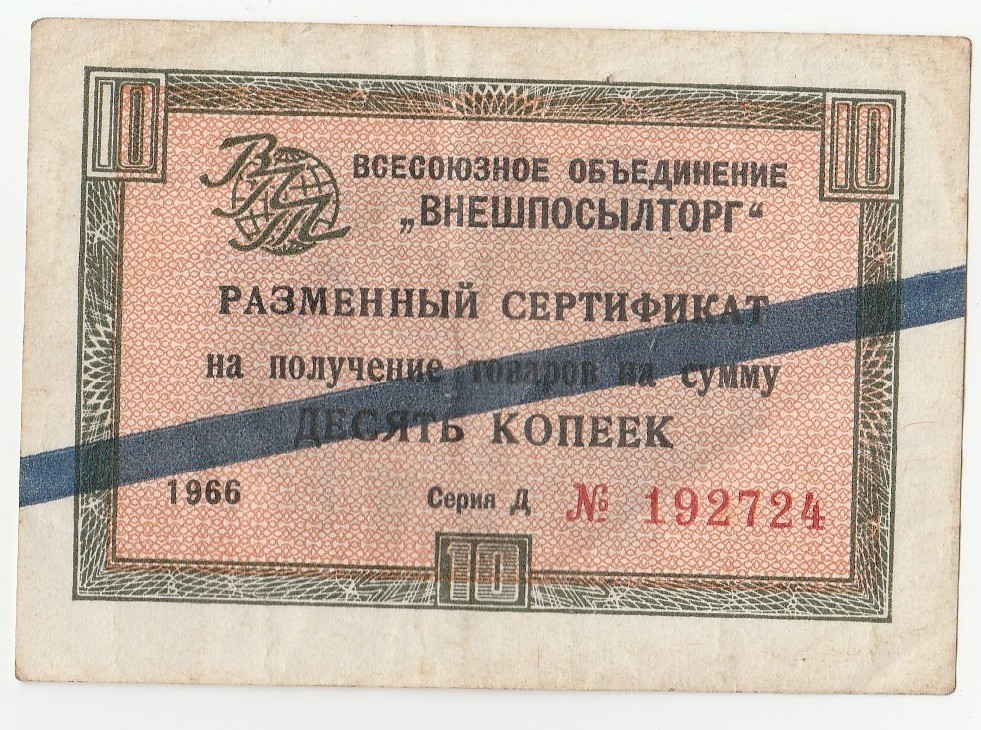 10
10
ВПТ
ВСЕСОЮЗНОЕ ОБЪЕДИНЕНИЕ
„ВНЕШПОСЫЛТОРГ“
РАЗМЕННЫЙ СЕРТИФИКАТ
на получение товаров на сумму
ДЕСЯТЬ КОПЕЕК
1966 Серия Д № 192724
10